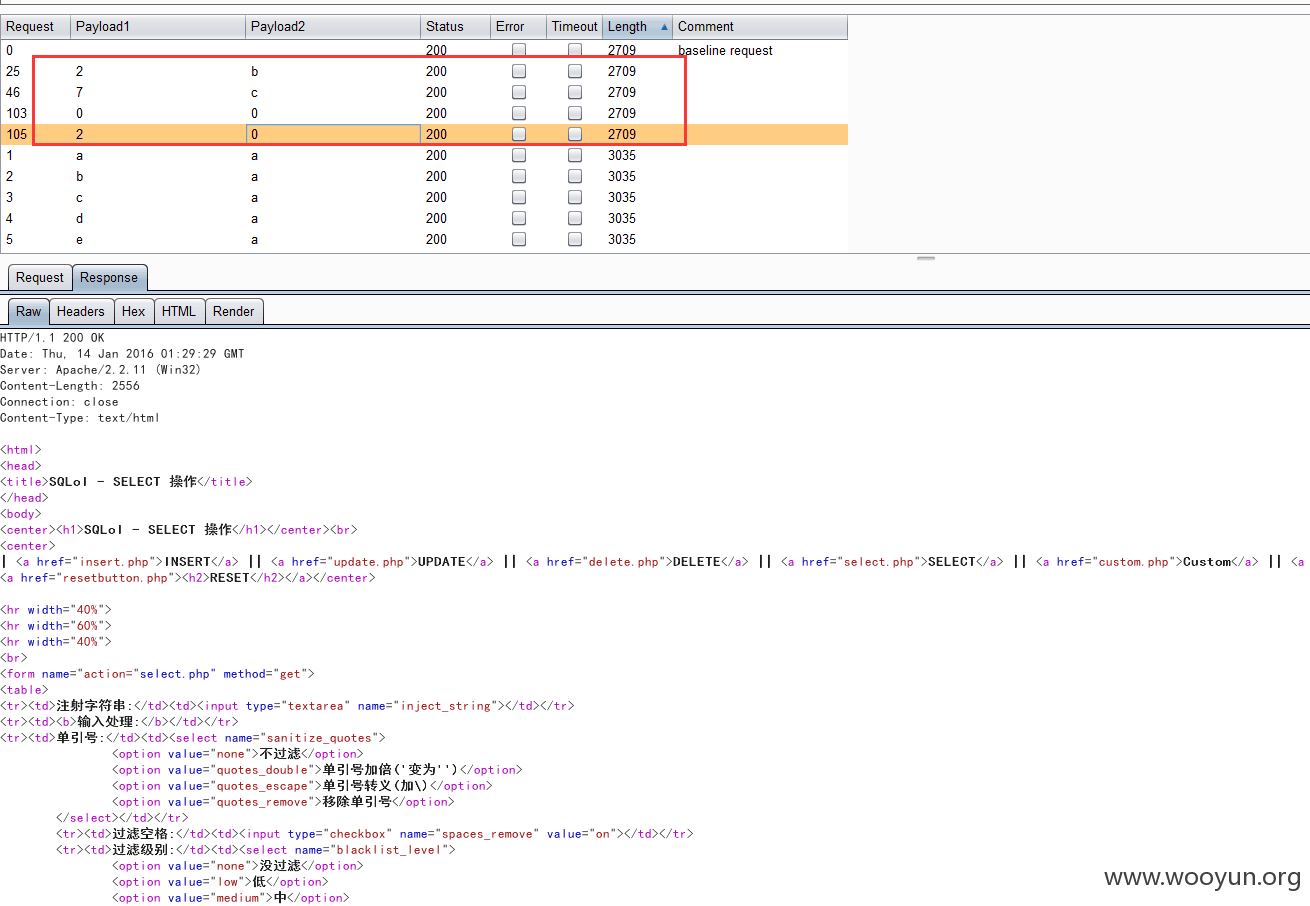 Request Payload1 Payload2 Status Error Timeout Length ▲ Comment
0 200 2709 baseline request
25 2 b 200 2709
46 7 c 200 2709
103 0 0 200 2709
105 2 0 200 2709
1 a a 200 3035
2 b a 200 3035
3 c a 200 3035
4 d a 200 3035
5 e a 200 3035
Request Response
Raw Headers Hex HTML Render
HTTP/1.1 200 OK
Date: Thu, 14 Jan 2016 01:29:29 GMT
Server: Apache/2.2.11 (Win32)
Content-Length: 2556
Connection: close
Content-Type: text/html
<html>
<head>
<title>SQLol - SELECT 操作</title>
</head>
<body>
<center><h1>SQLol - SELECT 操作</h1></center><br>
<center>
| <a href="insert.php">INSERT</a> || <a href="update.php">UPDATE</a> || <a href="delete.php">DELETE</a> || <a href="select.php">SELECT</a> || <a href="custom.php">Custom</a> || <a
<a href="resetbutton.php"><h2>RESET</h2></a></center>
<hr width="40%">
<hr width="60%">
<hr width="40%">
<br>
<form name="action="select.php" method="get">
<table>
<tr><td>注射字符串:</td><td><input type="textarea" name="inject_string"></td></tr>
<tr><td><b>输入处理:</b></td></tr>
<tr><td>单引号:</td><td><select name="sanitize_quotes">
<option value="none">不过滤</option>
<option value="quotes_double">单引号加倍('变为'')</option>
<option value="quotes_escape">单引号转义(加\)</option>
<option value="quotes_remove">移除单引号</option>
</select></td></tr>
<tr><td>过滤空格:</td><td><input type="checkbox" name="spaces_remove" value="on"></td></tr>
<tr><td>过滤级别:</td><td><select name="blacklist_level">
<option value="none">没过滤</option>
<option value="low">低</option>
<option value="medium">中</option>
www.wooyun.org